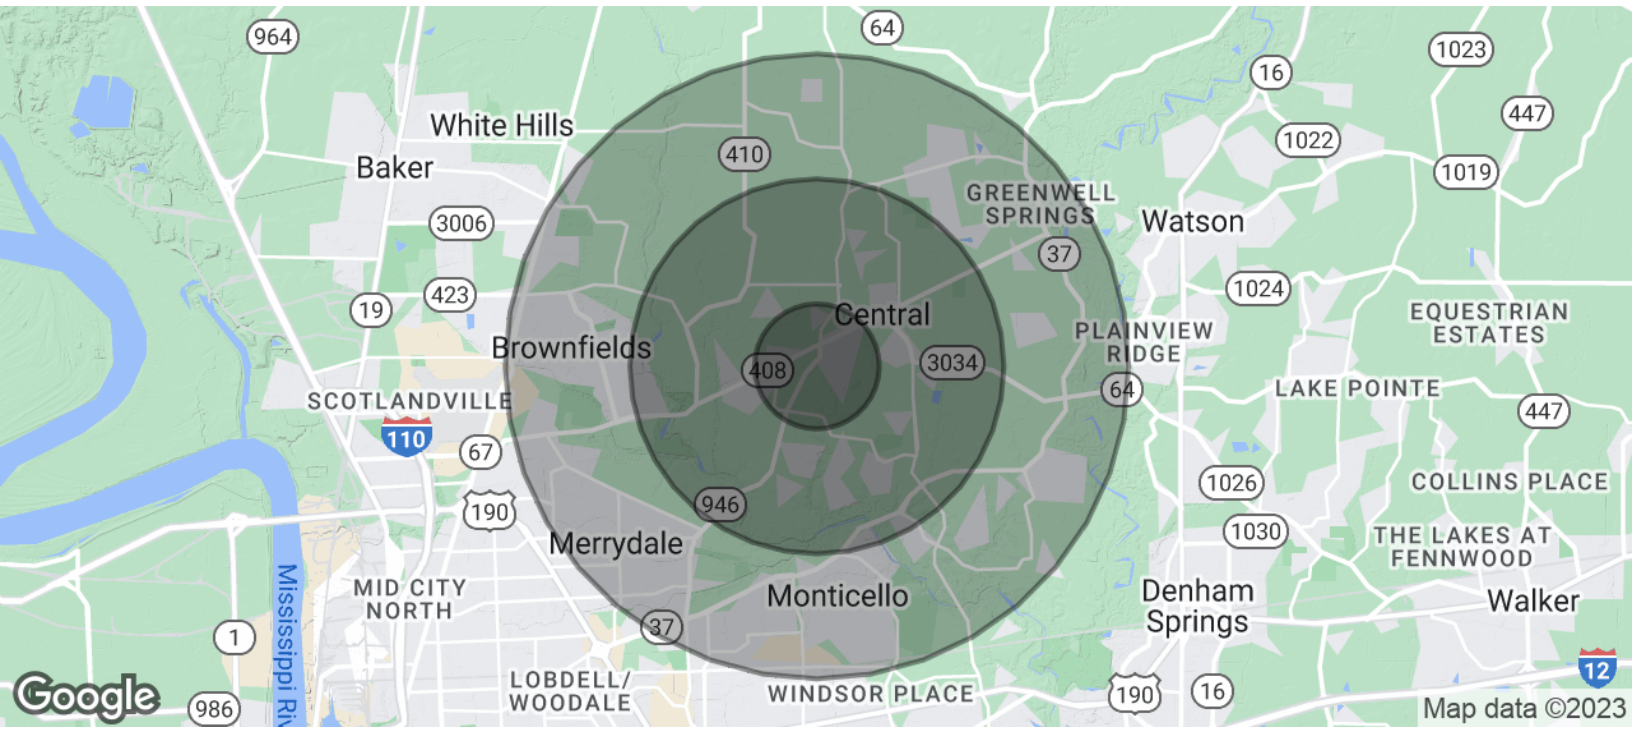 964
64
1023
16
447
White Hills
1022
410
Baker
1019
GREENWELL
SPRINGS
3006
Watson
37
1024
423
19
Central
EQUESTRIAN
ESTATES
PLAINVIEW
RIDGE
Brownfields
408
3034
64
LAKE POINTE
SCOTLANDVILLE
447
110
67
1026
COLLINS PLACE
946
190
1030
THE LAKES AT
FENNWOOD
Merrydale
Mississippi Riv
MID CITY
NORTH
Monticello
Denham
Springs
Walker
1
37
12
LOBDELL/
WOODALE
WINDSOR PLACE
190
16
Google
986
Map data ©2023